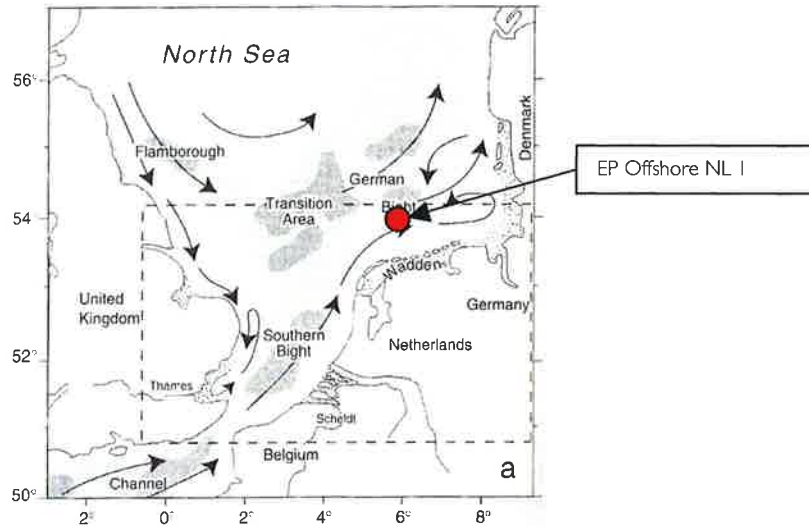 North Sea
56°
Flamborough
Denmark
German
EP Offshore NL 1
Transition
Area
Bight
54°
Wadden
United
Kingdom
Germany
Southern
Bight
Netherlands
52°
Thames
Scheldt
Belgium
a
Channel
50°
2°
0°
2°
4°
6°
8°